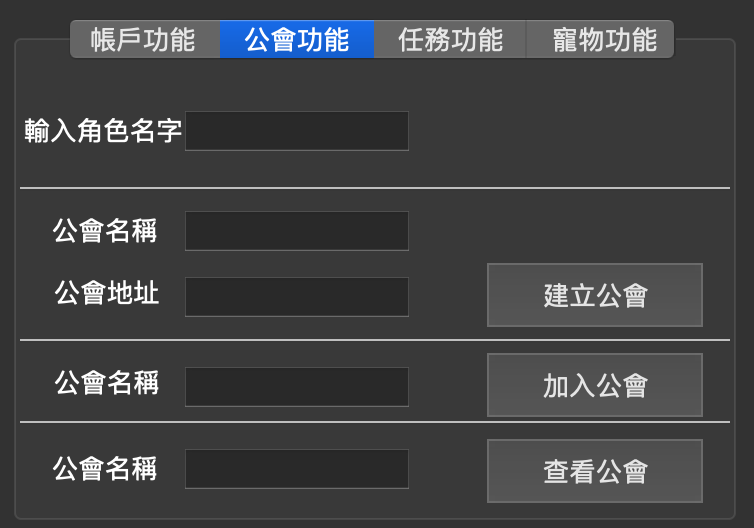 帳戶功能 公會功能 任務功能 寵物功能
輸入角色名字
公會名稱
公會地址 建立公會
公會名稱 加入公會
公會名稱 查看公會